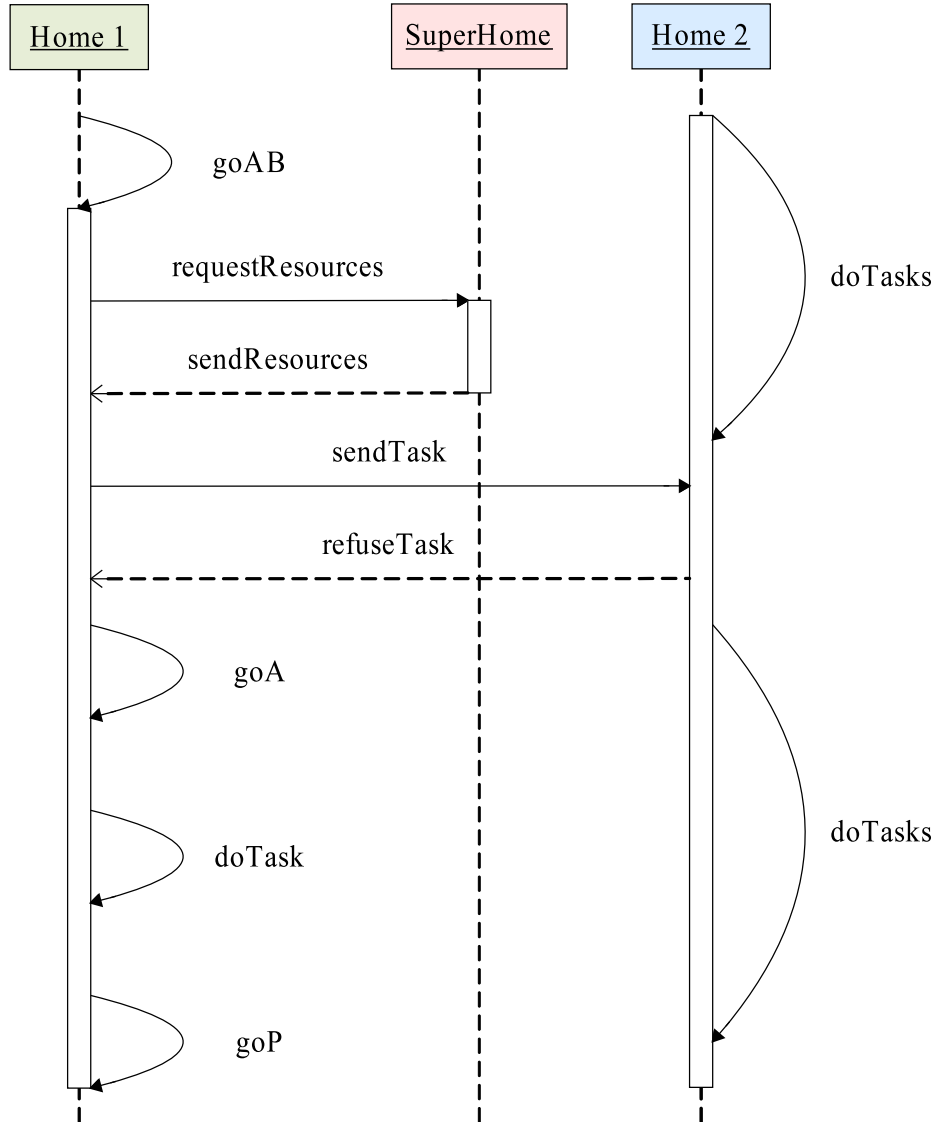 Home 1
SuperHome
Home 2
goAB
requestResources
doTasks
sendResources
sendTask
refuseTask
goA
doTasks
doTask
goP